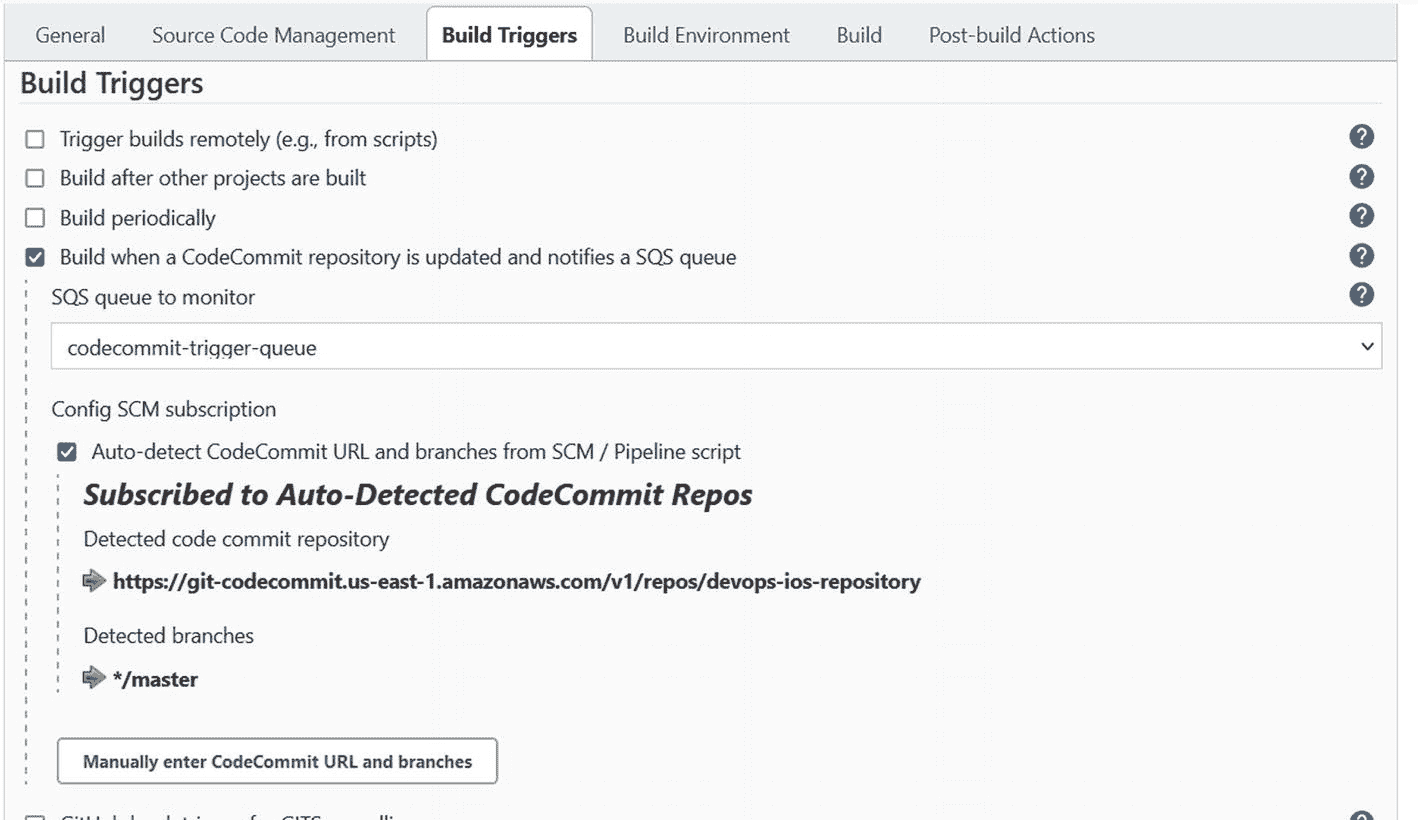 General Source Code Management Build Triggers Build Environment Build Post-build Actions
Build Triggers
Trigger builds remotely (e.g., from scripts)
Build after other projects are built
Build periodically
Build when a CodeCommit repository is updated and notifies a SQS queue
SQS queue to monitor
codecommit-trigger-queue
Config SCM subscription
Auto-detect CodeCommit URL and branches from SCM / Pipeline script
Subscribed to Auto-Detected CodeCommit Repos
Detected code commit repository
https://git-codecommit.us-east-1.amazonaws.com/v1/repos/devops-ios-repository
Detected branches
*/master
Manually enter CodeCommit URL and branches